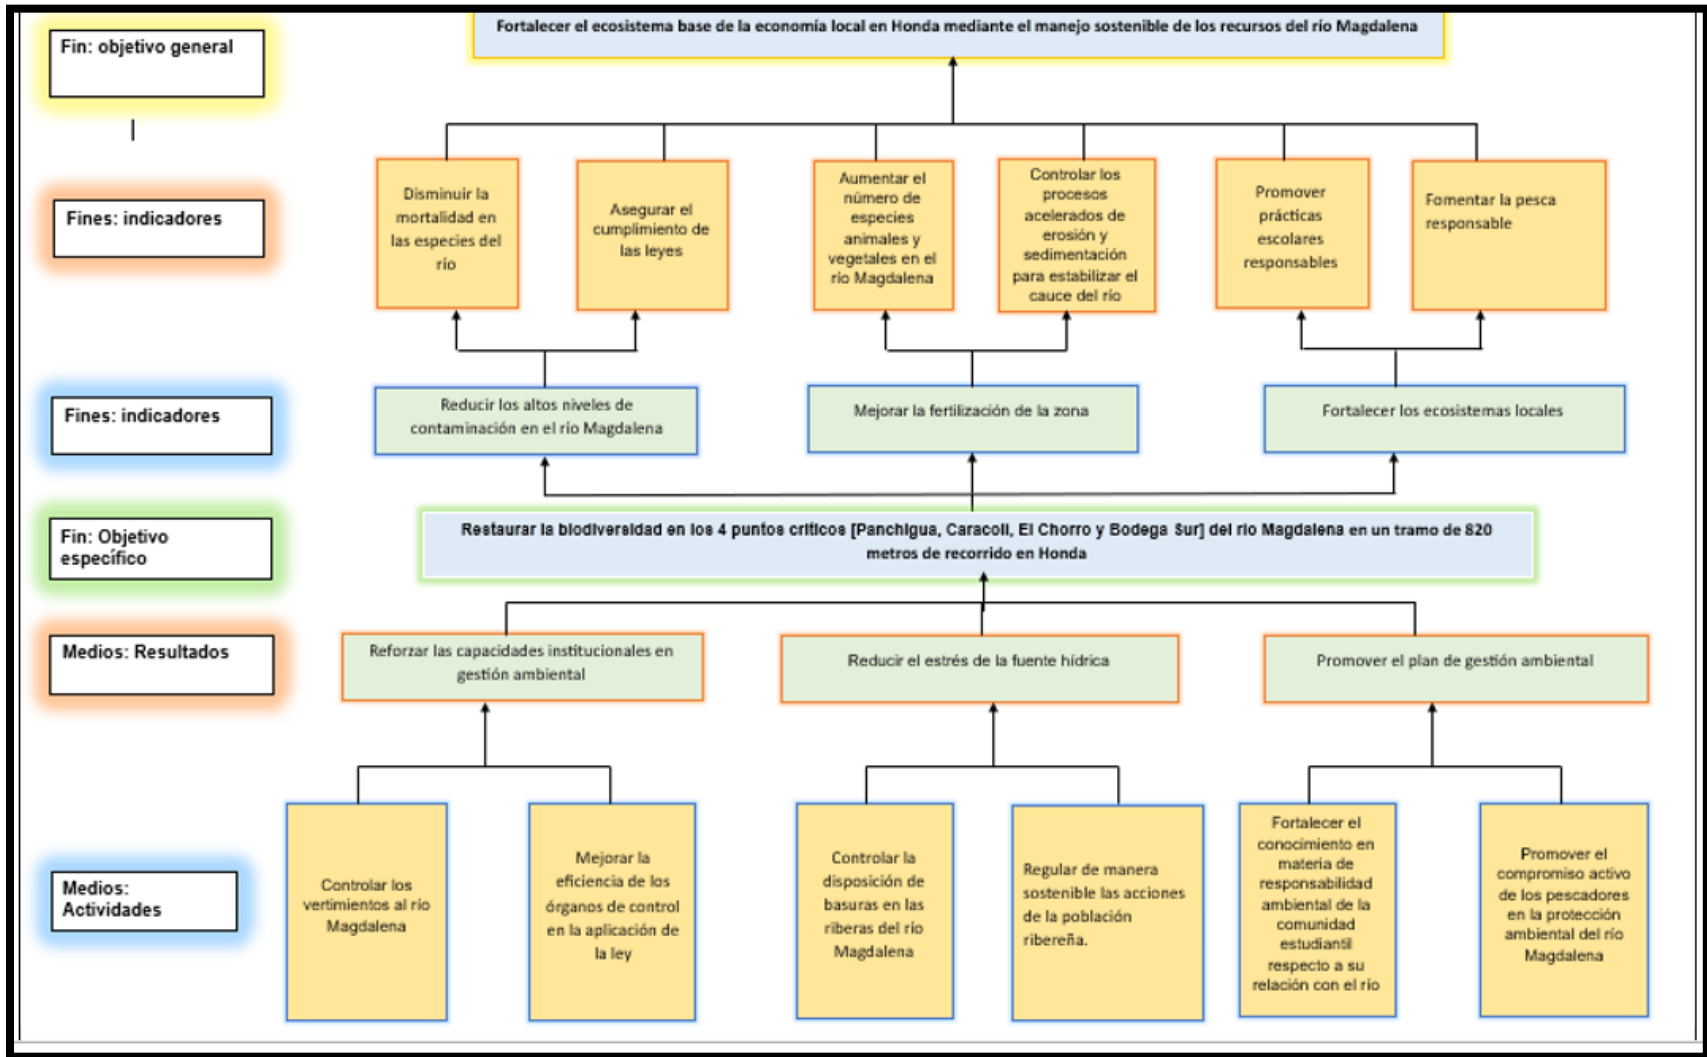 Fortalecer el ecosistema base de la economía local en Honda mediante el manejo sostenible de los recursos del río Magdalena
Fin: objetivo general
Fines: indicadores
Disminuir la
mortalidad en
las especies del
río
Asegurar el
cumplimiento de
las leyes
Aumentar el
número de
especies
animales y
vegetales en el
río Magdalena
Controlar los
procesos
acelerados de
erosión y
sedimentación
para estabilizar el
cauce del río
Promover
prácticas
escolares
responsables
Fomentar la pesca
responsable
Fines: indicadores
Reducir los altos niveles de
contaminación en el río Magdalena
Mejorar la fertilización de la zona
Fortalecer los ecosistemas locales
Fin: Objetivo
específico
Restaurar la biodiversidad en los 4 puntos críticos [Panchigua, Caracolí, El Chorro y Bodega Sur] del río Magdalena en un tramo de 820
metros de recorrido en Honda
Medios: Resultados
Reforzar las capacidades institucionales en
gestión ambiental
Reducir el estrés de la fuente hídrica
Promover el plan de gestión ambiental
Medios:
Actividades
Controlar los
vertimientos al río
Magdalena
Mejorar la
eficiencia de los
órganos de control
en la aplicación de
la ley
Controlar la
disposición de
basuras en las
riberas del río
Magdalena
Regular de manera
sostenible las acciones
de la población
ribereña.
Fortalecer el
conocimiento en
materia de
responsabilidad
ambiental de la
comunidad
estudiantil
respecto a su
relación con el río
Promover el
compromiso activo
de los pescadores
en la protección
ambiental del río
Magdalena